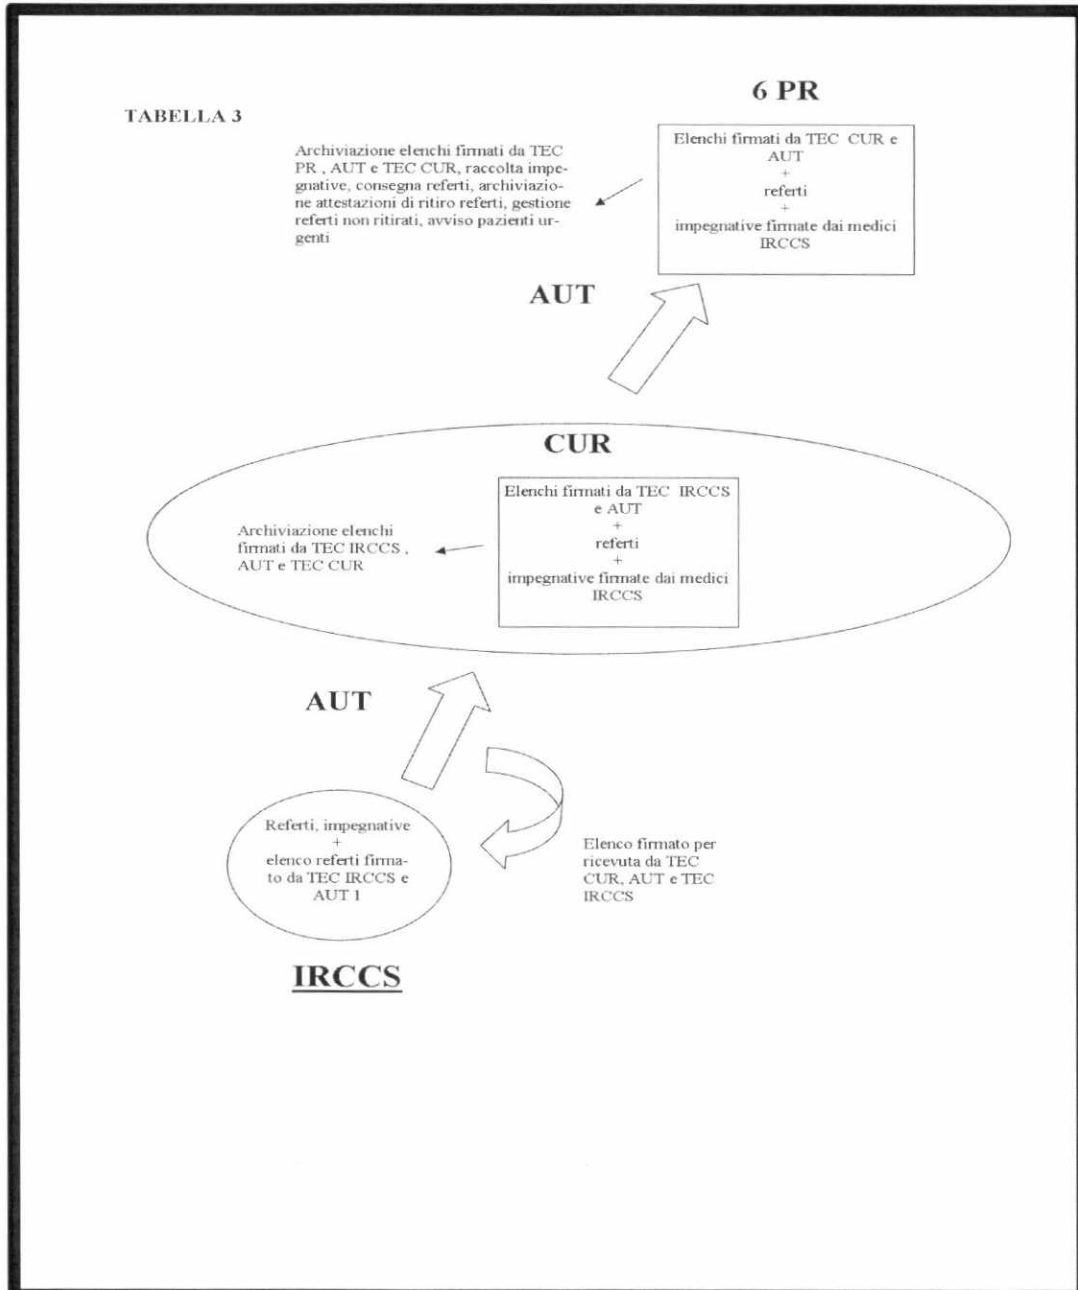 6 PR
TABELLA 3
Elenchi firmati da TEC CUR e
AUT
+
referti
+
impegnative firmate dai medici
IRCCS
Archiviazione elenchi firmati da TEC
PR , AUT e TEC CUR, raccolta impe-
gnative, consegna referti, archiviazio-
ne attestazioni di ritiro referti, gestione
referti non ritirati, avviso pazienti ur-
genti
AUT
CUR
Elenchi firmati da TEC IRCCS
e AUT
+
referti
+
impegnative firmate dai medici
IRCCS
Archiviazione elenchi
firmati da TEC IRCCS ,
AUT e TEC CUR
AUT
Referti, impegnative
+
elenco referti firma-
to da TEC IRCCS e
AUT 1
Elenco firmato per
ricevuta da TEC
CUR, AUT e TEC
IRCCS
IRCCS